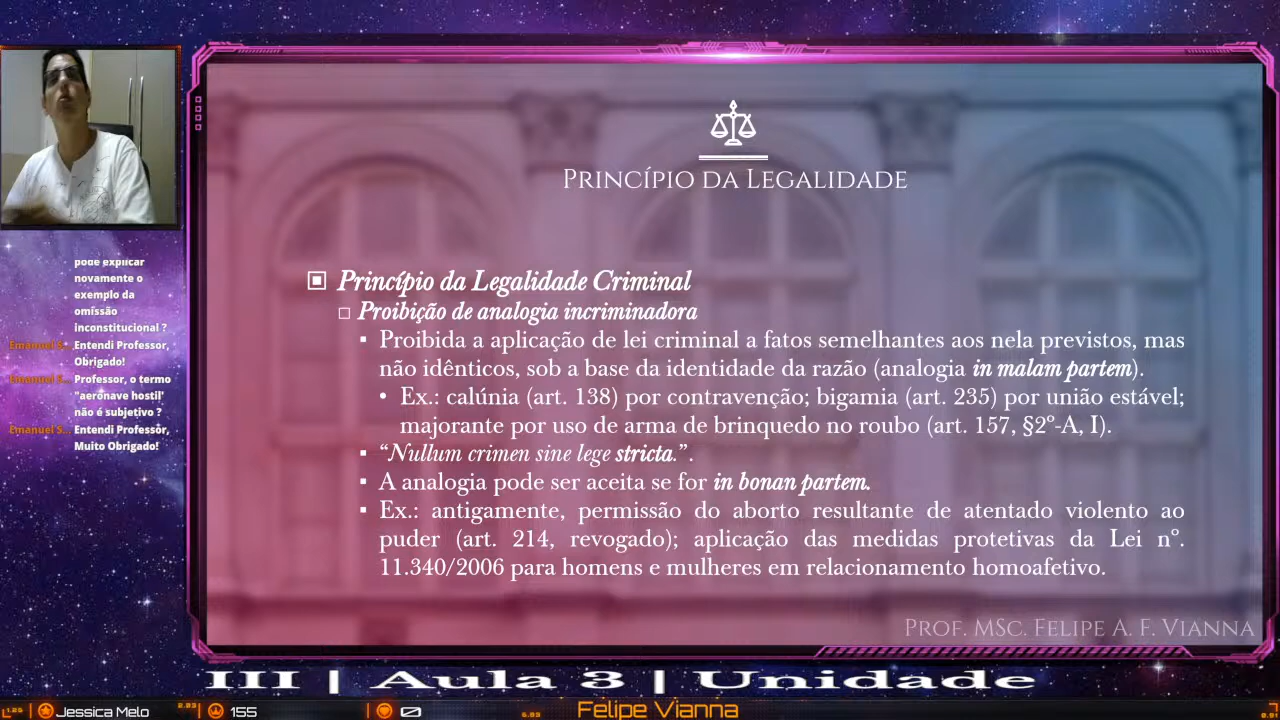 PRINCÍPIO DA LEGALIDADE
Princípio da Legalidade Criminal
Proibição de analogia incriminadora
Proibida a aplicação de lei criminal a fatos semelhantes aos nela previstos, mas
não idênticos, sob a base da identidade da razão (analogia in malam partem).
Ex.: calúnia (art. 138) por contravenção; bigamia (art. 235) por união estável;
majorante por uso de arma de brinquedo no roubo (art. 157, §2º-A, I).
“Nullum crimen sine lege stricta.”.
A analogia pode ser aceita se for in bonan partem.
Ex.: antigamente, permissão do aborto resultante de atentado violento ao
puder (art. 214, revogado); aplicação das medidas protetivas da Lei nº.
11.340/2006 para homens e mulheres em relacionamento homoafetivo.
PROF. MSC. FELIPE A. F. VIANNA
pode explicar
novamente o
exemplo da
omissão
inconstitucional ?
Emanuel S... Entendi Professor,
Obrigado!
Emanuel S... Professor, o termo
"aeronave hostil"
não é subjetivo ?
Emanuel S... Entendi Professor,
Muito Obrigado!
III | Aula 3 | Unidade
Jessica Melo
155
0
Felipe Vianna